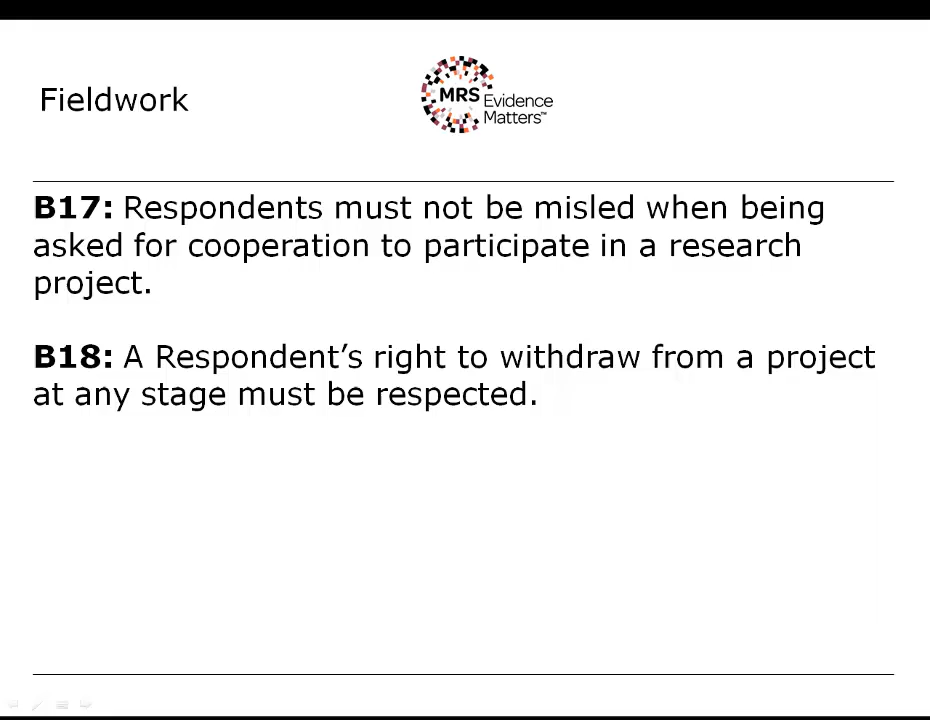 Fieldwork
MRS Evidence
Matters™
B17: Respondents must not be misled when being
asked for cooperation to participate in a research
project.
B18: A Respondent’s right to withdraw from a project
at any stage must be respected.